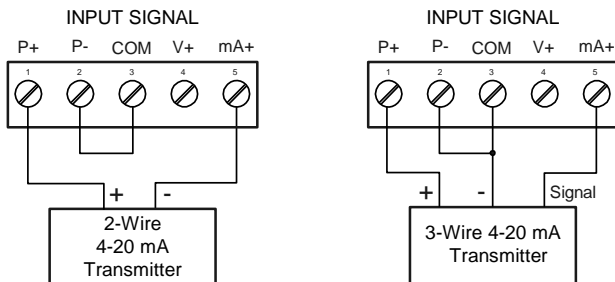 INPUT SIGNAL
P+ P- COM V+ mA+
1 2 3 4 5
+ -
2-Wire
4-20 mA
Transmitter
INPUT SIGNAL
P+ P- COM V+ mA+
1 2 3 4 5
+ - Signal
3-Wire 4-20 mA
Transmitter